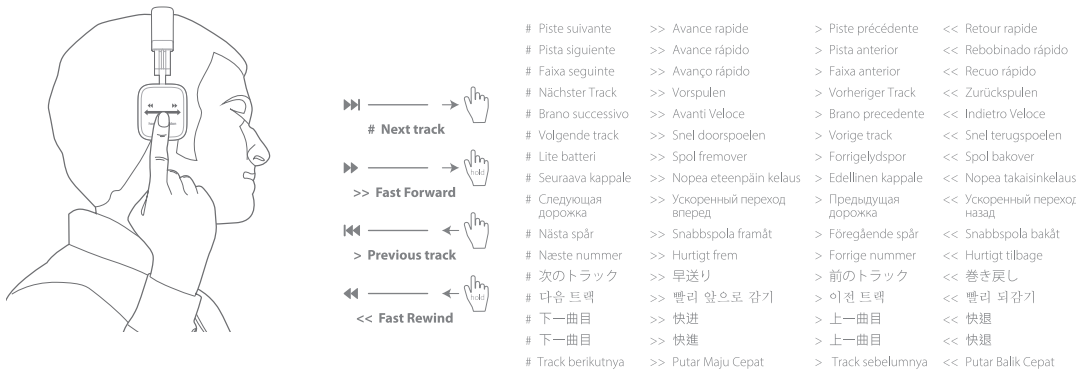 # Next track
hold
>> Fast Forward
> Previous track
hold
<< Fast Rewind
# Piste suivante >> Avance rapide > Piste précédente << Retour rapide
# Pista siguiente >> Avance rápido > Pista anterior << Rebobinado rápido
# Faixa seguinte >> Avanço rápido > Faixa anterior << Recuo rápido
# Nächster Track >> Vorspulen > Vorheriger Track << Zurückspulen
# Brano successivo >> Avanti Veloce > Brano precedente << Indietro Veloce
# Volgende track >> Snel doorspoelen > Vorige track << Snel terugspoelen
# Lite batteri >> Spol fremover > Forrigelydspor << Spol bakover
# Seuraava kappale >> Nopea eteenpäin kelaus > Edellinen kappale << Nopea takaisinkelaus
# Следующая >> Ускоренный переход > Предыдущая << Ускоренный переход
дорожка вперед дорожка назад
# Nästa spår >> Snabbspola framåt > Föregående spår << Snabbspola bakåt
# Næste nummer >> Hurtigt frem > Forrige nummer << Hurtigt tilbage
# 次のトラック >> 早送り > 前のトラック << 巻き戻し
# 다음 트랙 >> 빨리 앞으로 감기 > 이전 트랙 << 빨리 되감기
# 下一曲目 >> 快进 > 上一曲目 << 快退
# 下一曲目 >> 快進 > 上一曲目 << 快退
# Track berikutnya >> Putar Maju Cepat > Track sebelumnya << Putar Balik Cepat